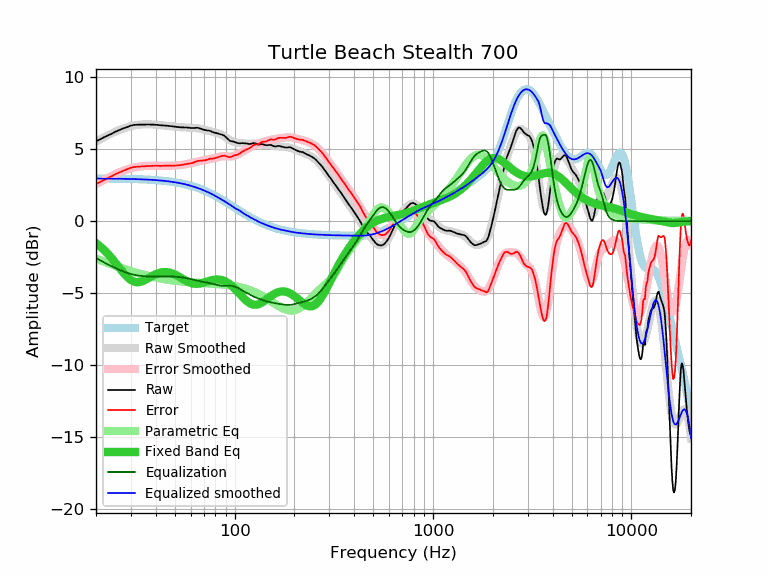 Turtle Beach Stealth 700
10
5
0
−5
−10
−15
−20
Amplitude (dBr)
Target
Raw Smoothed
Error Smoothed
Raw
Error
Parametric Eq
Fixed Band Eq
Equalization
Equalized smoothed
100
1000
10000
Frequency (Hz)